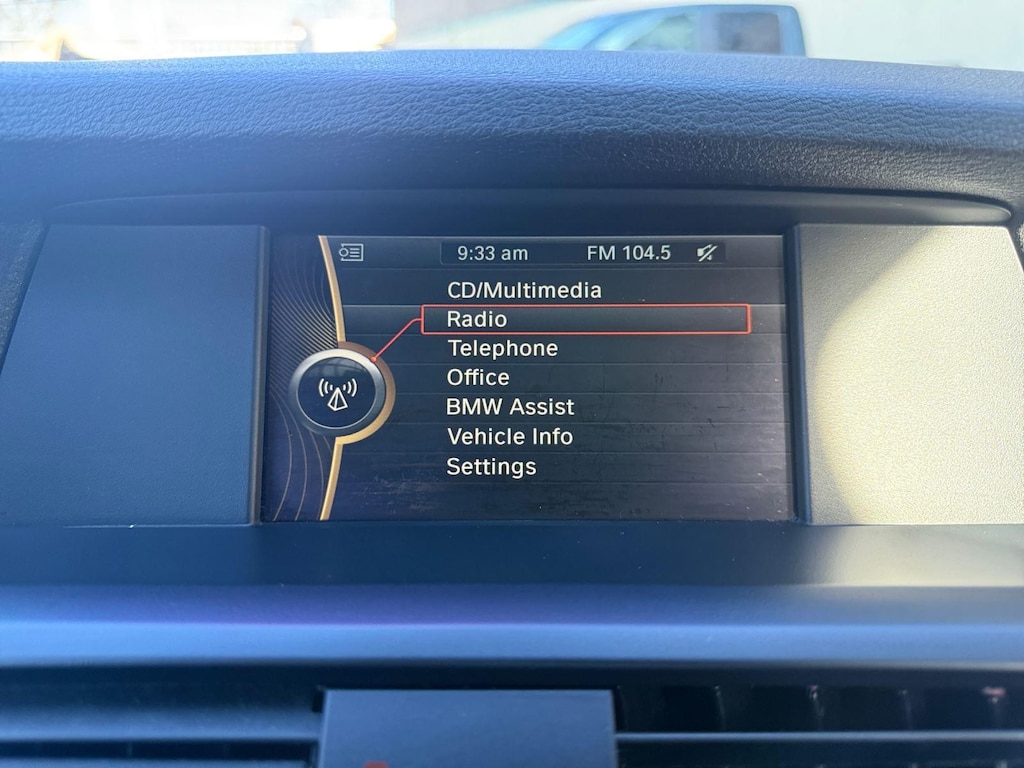 9:33 am FM 104.5
CD/Multimedia
Radio
Telephone
Office
BMW Assist
Vehicle Info
Settings